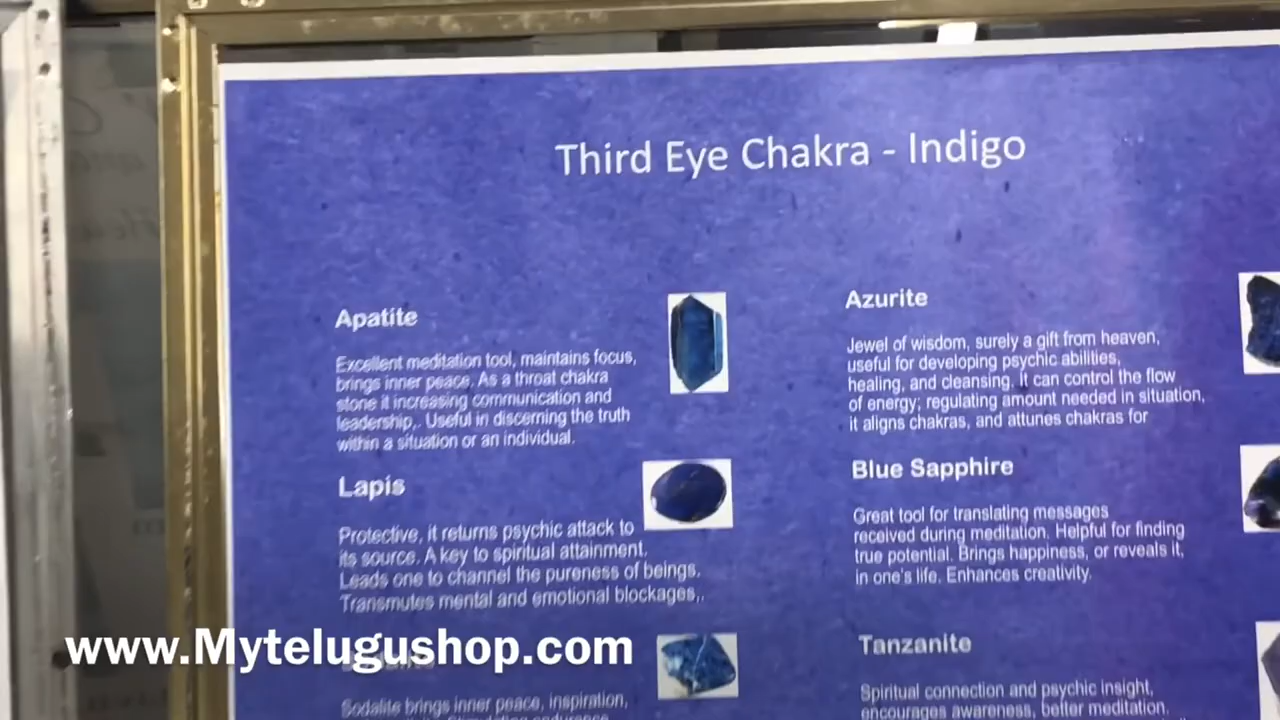 Third Eye Chakra - Indigo
Apatite
Excellent meditation tool, maintains focus,
brings inner peace. As a throat chakra
stone it increasing communication and
leadership,. Useful in discerning the truth
within a situation or an individual.
Lapis
Protective, it returns psychic attack to
its source. A key to spiritual attainment.
Leads one to channel the pureness of beings.
Transmutes mental and emotional blockages,.
Sodalite brings inner peace, inspiration,
Azurite
Jewel of wisdom, surely a gift from heaven,
useful for developing psychic abilities,
healing, and cleansing. It can control the flow
of energy; regulating amount needed in situation,
it aligns chakras, and attunes chakras for
Blue Sapphire
Great tool for translating messages
received during meditation. Helpful for finding
true potential. Brings happiness, or reveals it,
in one's life. Enhances creativity.
Tanzanite
Spiritual connection and psychic insight,
encourages awareness, better meditation.
www.Mytelugushop.com